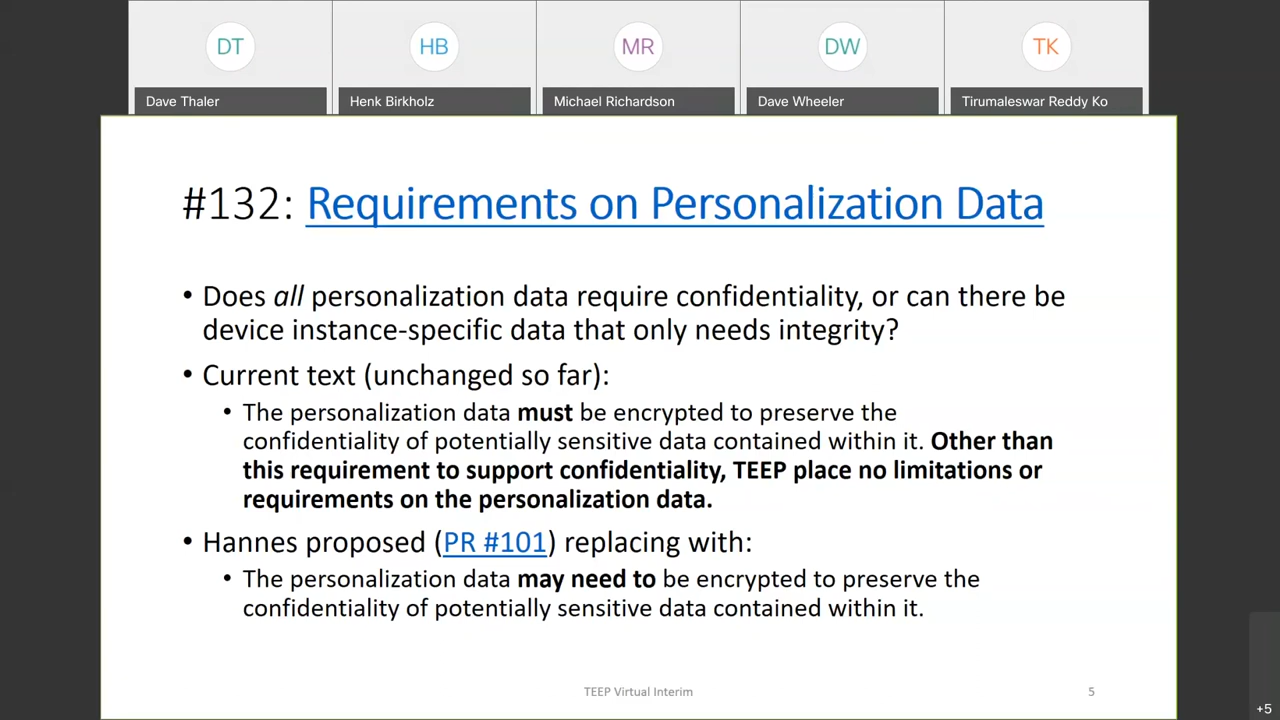 DT
HB
MR
DW
TK
Dave Thaler
Henk Birkholz
Michael Richardson
Dave Wheeler
Tirumaleswar Reddy Ko
#132: Requirements on Personalization Data
• Does all personalization data require confidentiality, or can there be
device instance-specific data that only needs integrity?
• Current text (unchanged so far):
• The personalization data must be encrypted to preserve the
confidentiality of potentially sensitive data contained within it. Other than
this requirement to support confidentiality, TEEP place no limitations or
requirements on the personalization data.
• Hannes proposed (PR #101) replacing with:
• The personalization data may need to be encrypted to preserve the
confidentiality of potentially sensitive data contained within it.
TEEP Virtual Interim
5
+5